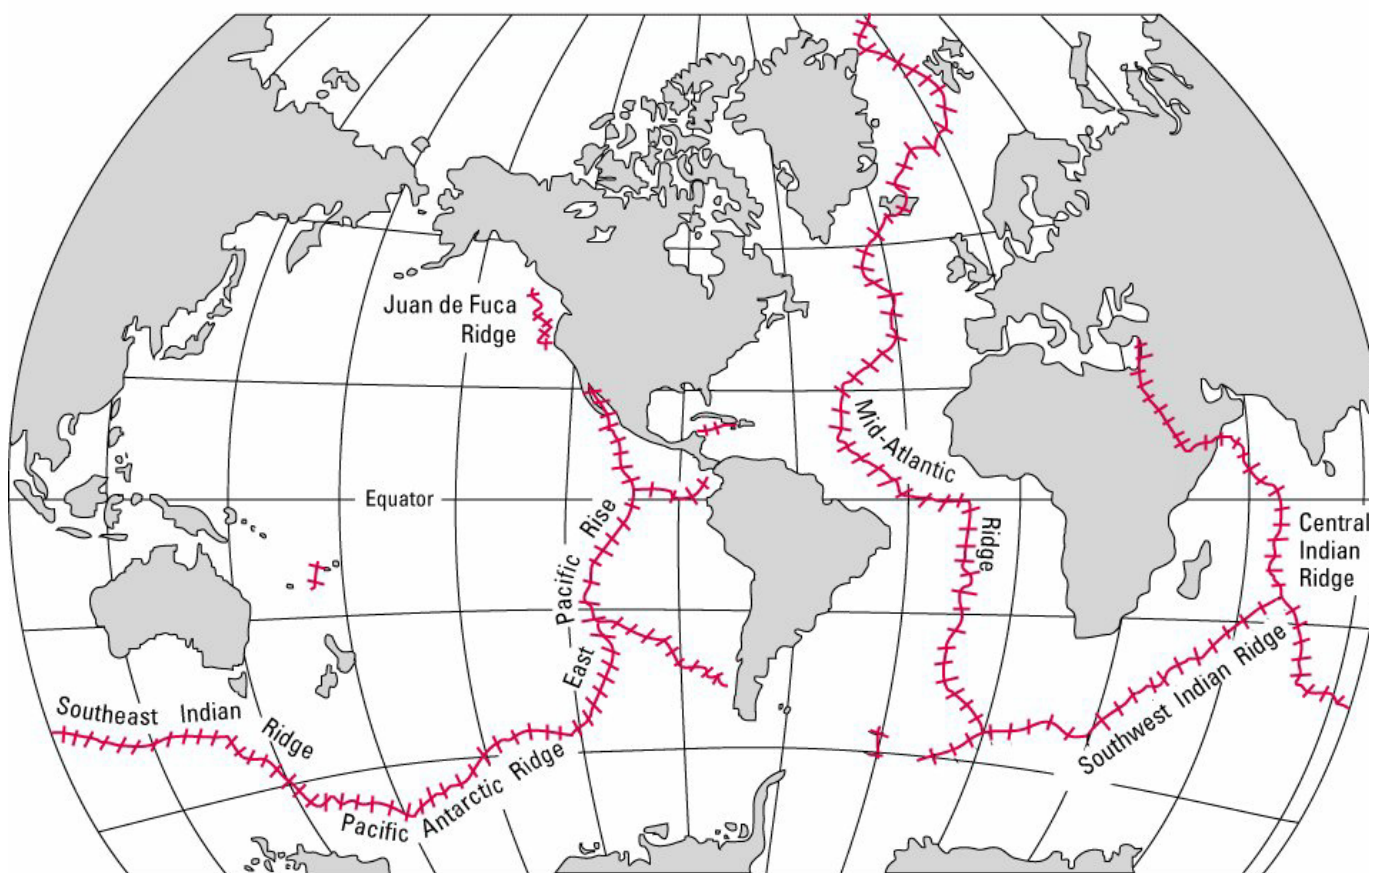 Juan de Fuca
Ridge
Mid-Atlantic
Ridge
Equator
East Pacific Rise
Central
Indian
Ridge
Southeast Indian Ridge
Pacific Antarctic Ridge
Southwest Indian Ridge